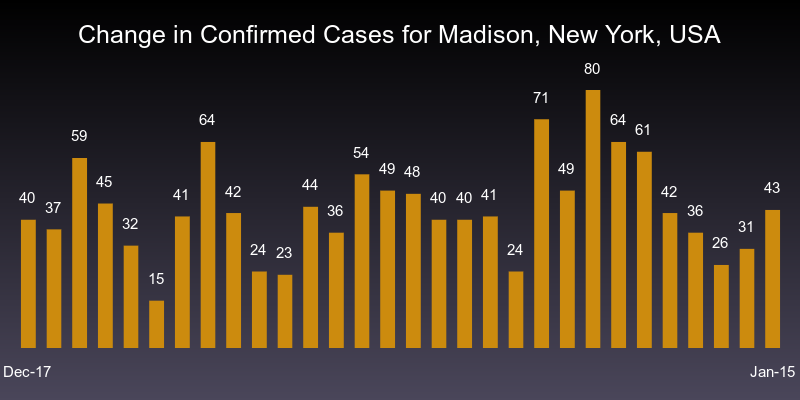 Change in Confirmed Cases for Madison, New York, USA
40 37 59 45 32 15 41 64 42 24 23 44 36 54 49 48 40 40 41 24 71 49 80 64 61 42 36 26 31 43
Dec-17 Jan-15